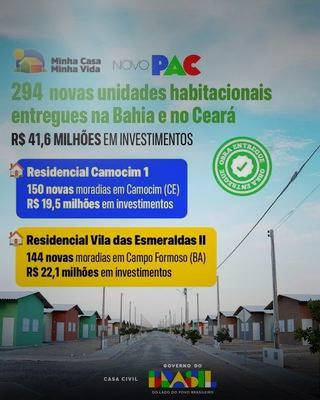 Minha Casa
Minha Vida
NOVO PAC
294 novas unidades habitacionais
entregues na Bahia e no Ceará
R$ 41,6 MILHÕES EM INVESTIMENTOS
OBRA ENTREGUE
OBRA ENTREGUE
Residencial Camocim 1
150 novas moradias em Camocim (CE)
R$ 19,5 milhões em investimentos
Residencial Vila das Esmeraldas II
144 novas moradias em Campo Formoso (BA)
R$ 22,1 milhões em investimentos
CASA CIVIL
GOVERNO DO
BRASIL
DO LADO DO POVO BRASILEIRO